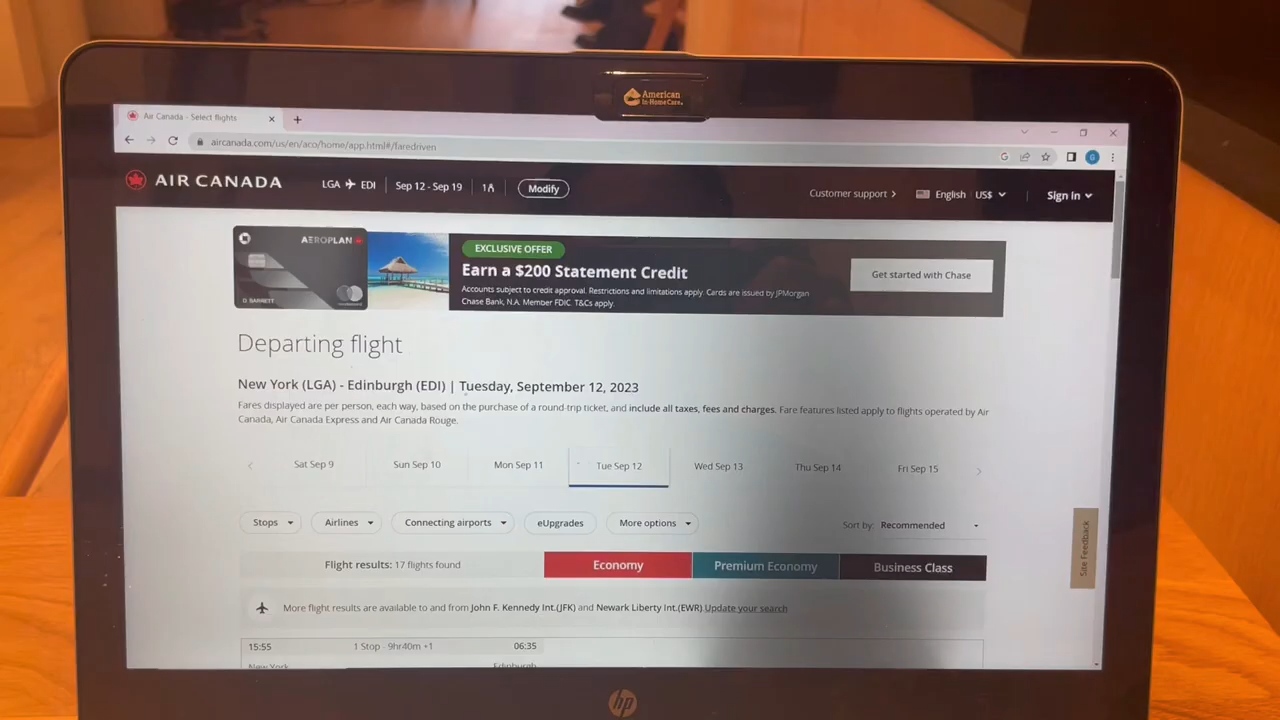 American
In-HomeCare
Air Canada - Select flights
aircanada.com/us/en/aco/home/app.html#/faredriven
AIR CANADA
LGA EDI
Sep 12 - Sep 19
1
Modify
Customer support
English
US$
Sign in
AEROPLAN
EXCLUSIVE OFFER
Earn a $200 Statement Credit
Accounts subject to credit approval. Restrictions and limitations apply. Cards are issued by JPMorgan
Chase Bank, N.A. Member FDIC. T&Cs apply.
Get started with Chase
Departing flight
New York (LGA) - Edinburgh (EDI) | Tuesday, September 12, 2023
Fares displayed are per person, each way, based on the purchase of a round-trip ticket, and include all taxes, fees and charges. Fare features listed apply to flights operated by Air
Canada, Air Canada Express and Air Canada Rouge.
Sat Sep 9
Sun Sep 10
Mon Sep 11
Tue Sep 12
Wed Sep 13
Thu Sep 14
Fri Sep 15
Stops
Airlines
Connecting airports
eUpgrades
More options
Sort by: Recommended
Flight results: 17 flights found
Economy
Premium Economy
Business Class
More flight results are available to and from John F. Kennedy Int.(JFK) and Newark Liberty Int.(EWR).Update your search
15:55
1 Stop - 9hr40m +1
06:35
New York
Edinburgh
Site Feedback
hp